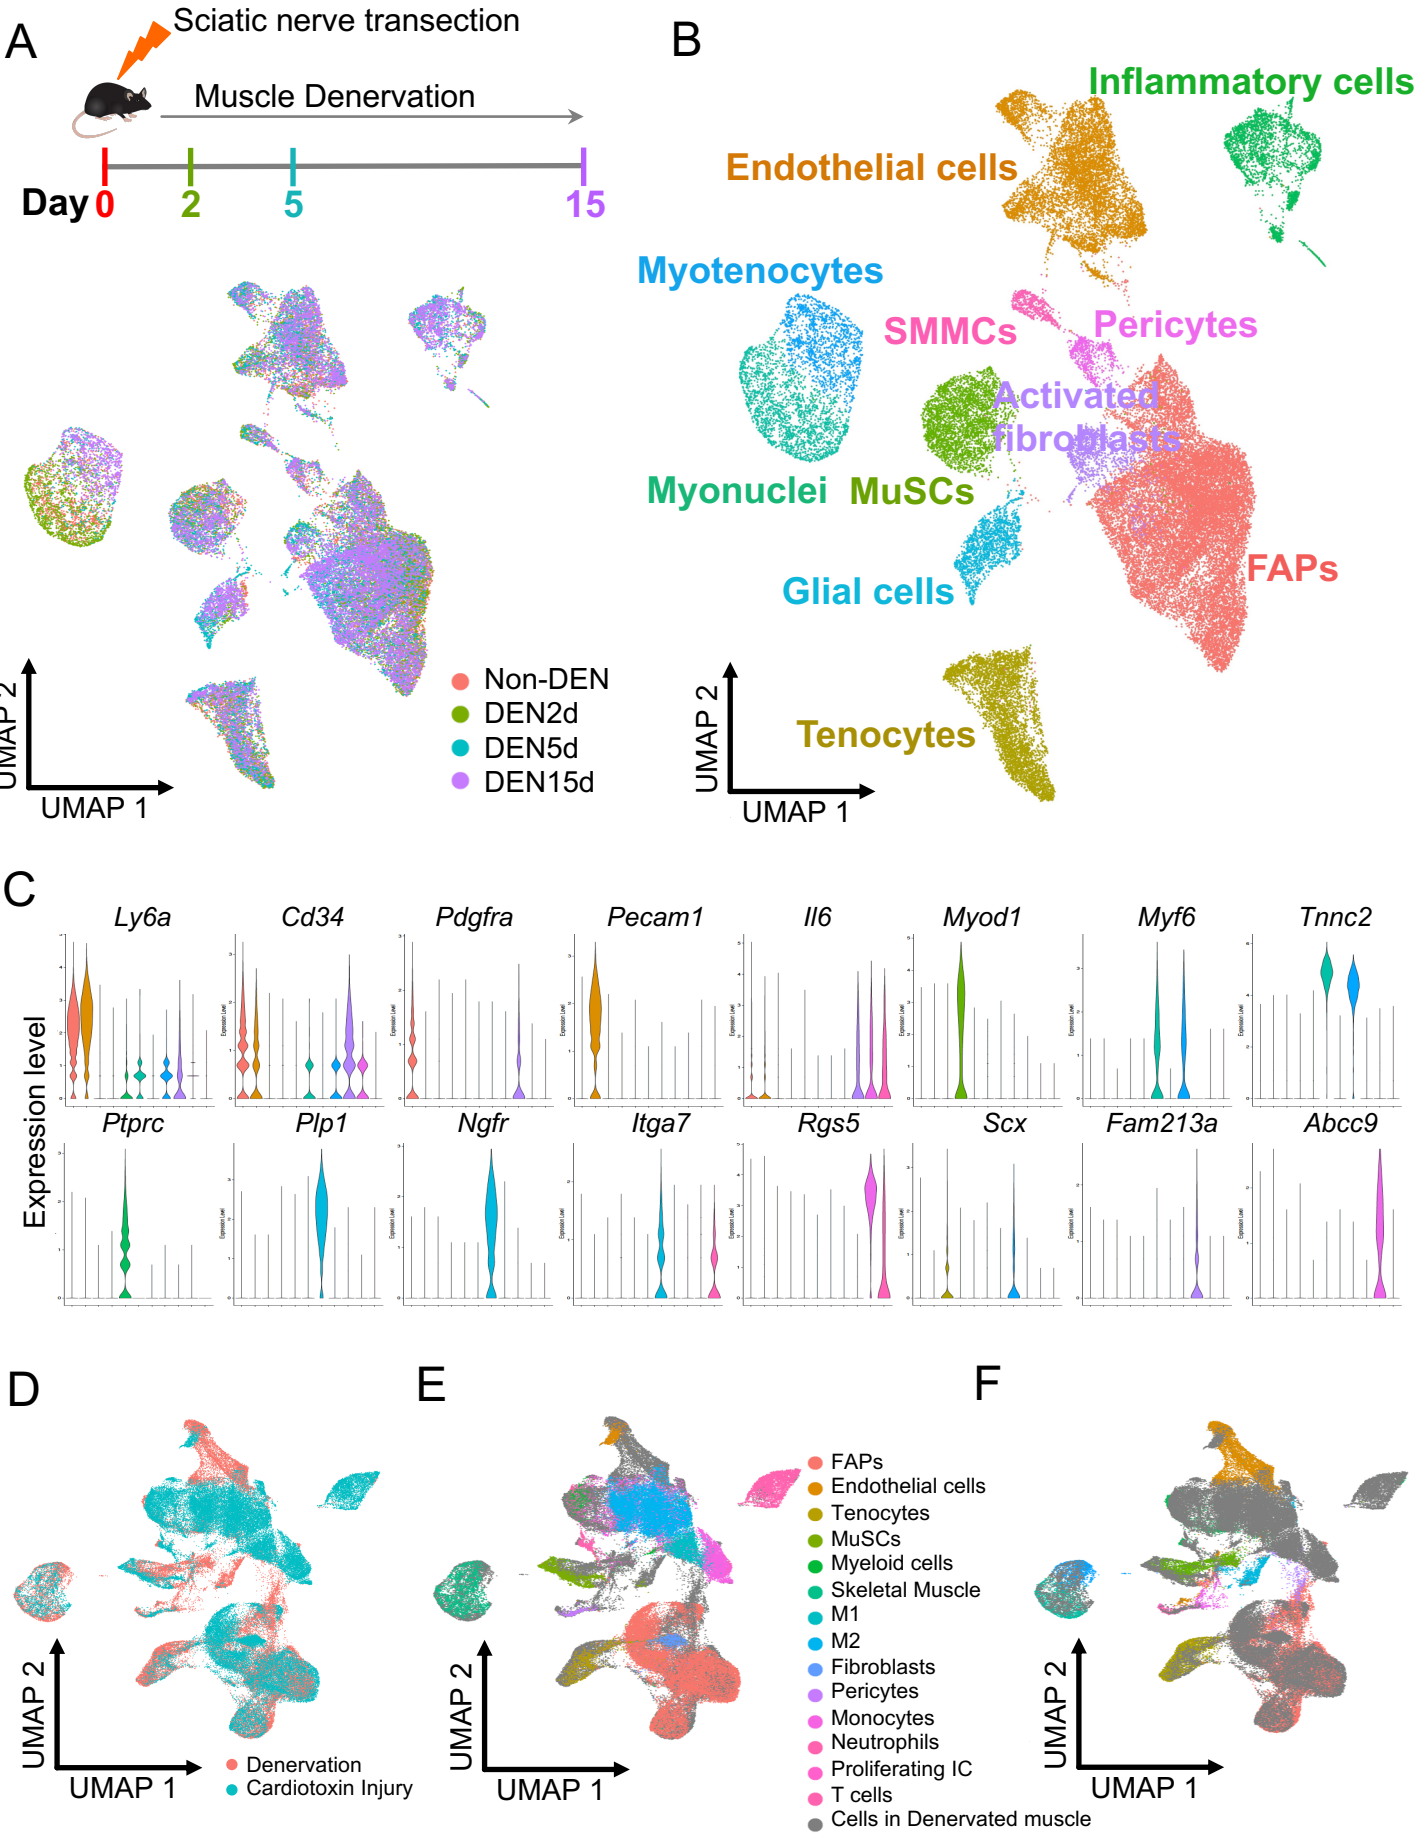 A
Sciatic nerve transection
Muscle Denervation
Day 0 2 5 15
UMAP 2
UMAP 1
Non-DEN
DEN2d
DEN5d
DEN15d
B
Inflammatory cells
Endothelial cells
Myotenocytes
SMMCs
Pericytes
Activated
fibroblasts
Myonuclei
MuSCs
FAPs
Glial cells
Tenocytes
UMAP 2
UMAP 1
C
Expression level
Ly6a Cd34 Pdgfra Pecam1 Il6 Myod1 Myf6 Tnnc2
Ptprc Plp1 Ngfr Itga7 Rgs5 Scx Fam213a Abcc9
D
UMAP 2
UMAP 1
Denervation
Cardiotoxin Injury
E
UMAP 2
UMAP 1
FAPs
Endothelial cells
Tenocytes
MuSCs
Myeloid cells
Skeletal Muscle
M1
M2
Fibroblasts
Pericytes
Monocytes
Neutrophils
Proliferating IC
T cells
Cells in Denervated muscle
F
UMAP 2
UMAP 1